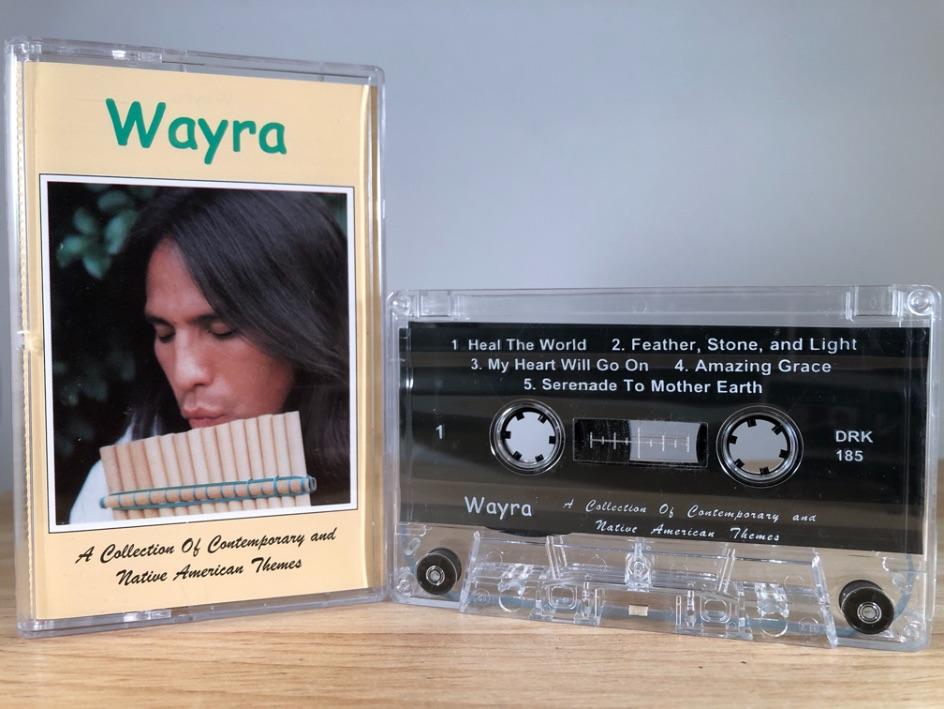 Wayra
A Collection Of Contemporary and
Native American Themes
1 Heal The World 2. Feather, Stone, and Light
3. My Heart Will Go On 4. Amazing Grace
5. Serenade To Mother Earth
1
DRK
185
Wayra
A Collection Of Contemporary and
Native American Themes